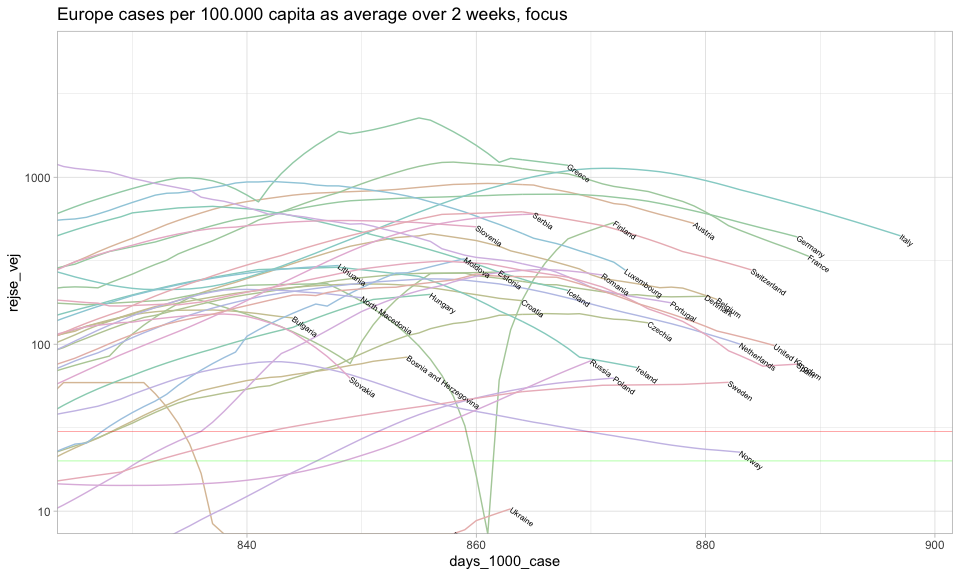 Europe cases per 100.000 capita as average over 2 weeks, focus
rejse_vej
1000
100
10
Greece
Serbia
Finland
Austria
Germany
Italy
France
Slovenia
Switzerland
Lithuania
Moldova
Estonia
Iceland
Romania
Luxembourg
Portugal
Denmark
Belgium
North Macedonia
Hungary
Croatia
Czechia
Bulgaria
Netherlands
United Kingdom
Slovakia
Bosnia and Herzegovina
Russia
Poland
Ireland
Sweden
Norway
Ukraine
840
860
880
900
days_1000_case